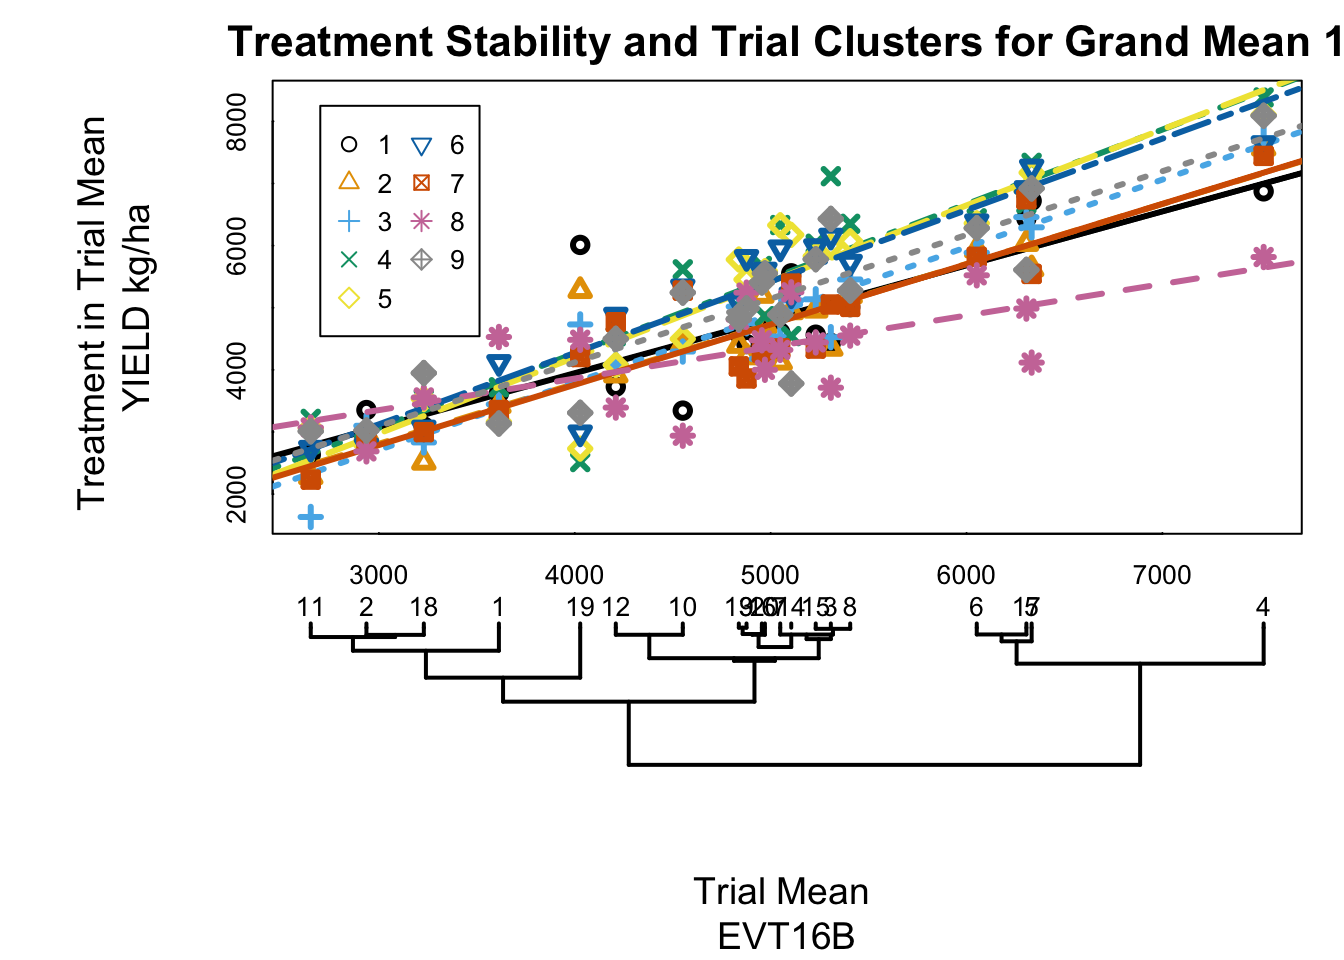 Treatment Stability and Trial Clusters for Grand Mean 1
Treatment in Trial Mean
YIELD kg/ha
8000
6000
4000
2000
1 6
2 7
3 8
4 9
5
3000 4000 5000 6000 7000
11 2 18 1 19 12 10 8 6 4
Trial Mean
EVT16B